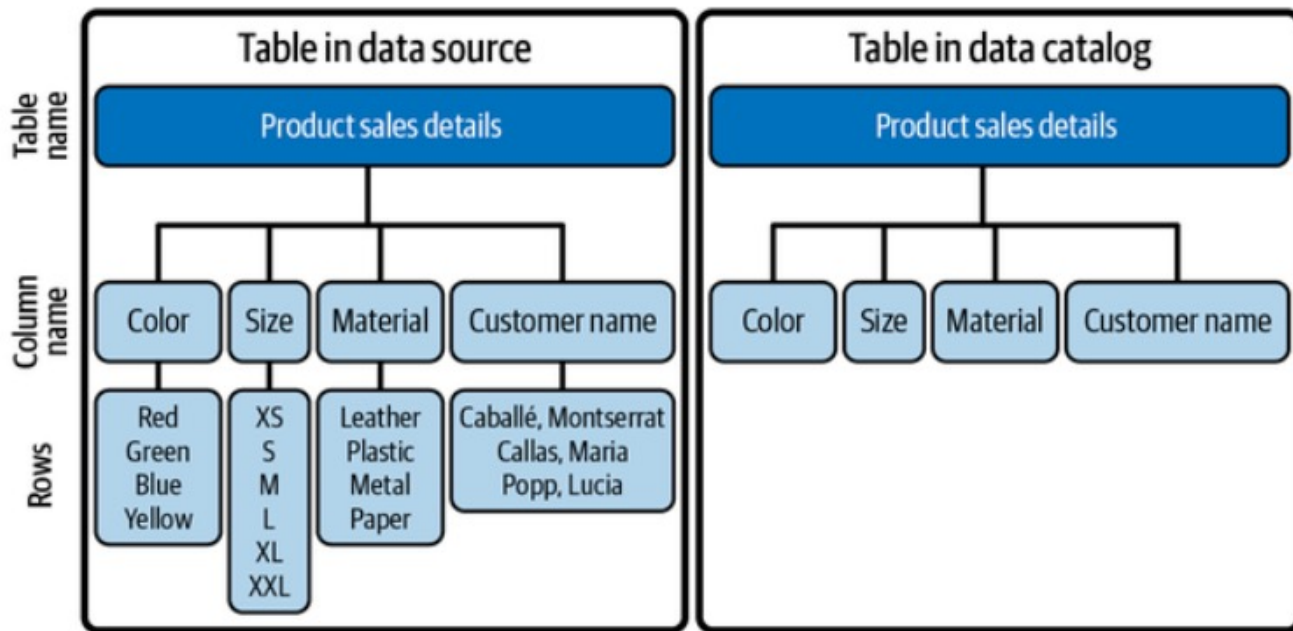 Table in data source
Table name
Product sales details
Column name
Color
Size
Material
Customer name
Rows
Red
Green
Blue
Yellow
XS
S
M
L
XL
XXL
Leather
Plastic
Metal
Paper
Caballé, Montserrat
Callas, Maria
Popp, Lucia
Table in data catalog
Product sales details
Color
Size
Material
Customer name